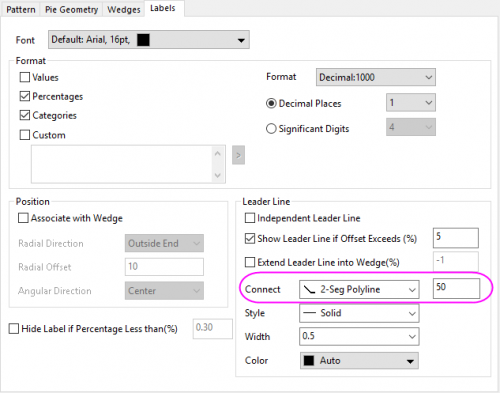 Pattern Pie Geometry Wedges Labels
Font Default: Arial, 16pt,
Format
Values
Percentages
Categories
Custom
>
Format Decimal:1000
Decimal Places 1
Significant Digits 4
Position
Associate with Wedge
Radial Direction Outside End
Radial Offset 10
Angular Direction Center
Hide Label if Percentage Less than(%) 0.30
Leader Line
Independent Leader Line
Show Leader Line if Offset Exceeds (%) 5
Extend Leader Line into Wedge(%) -1
Connect 2-Seg Polyline 50
Style Solid
Width 0.5
Color Auto